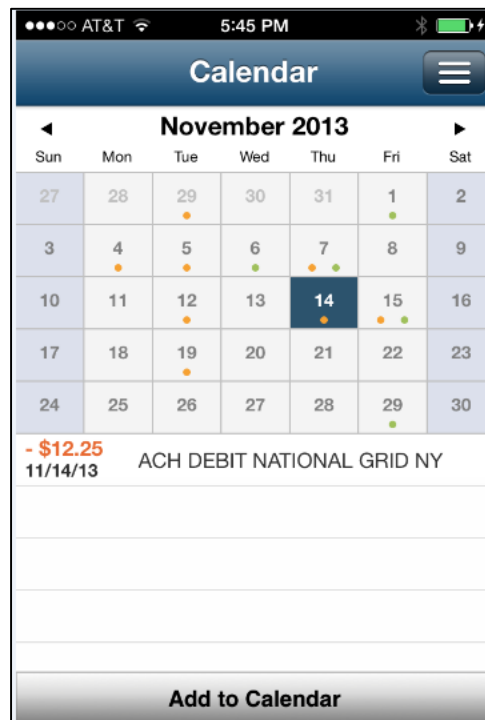 AT&T 5:45 PM
Calendar
November 2013
Sun Mon Tue Wed Thu Fri Sat
27 28 29 30 31 1 2
3 4 5 6 7 8 9
10 11 12 13 14 15 16
17 18 19 20 21 22 23
24 25 26 27 28 29 30
- $12.25
11/14/13 ACH DEBIT NATIONAL GRID NY
Add to Calendar